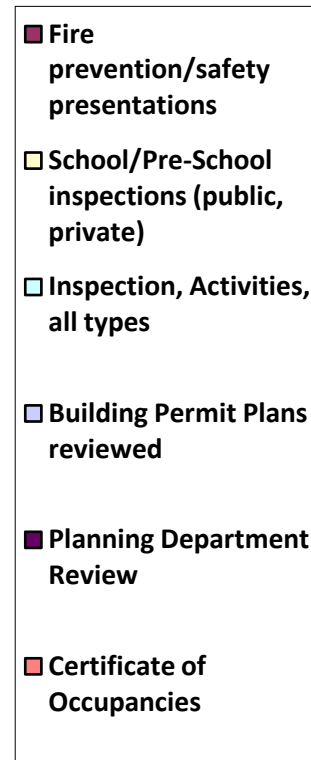 Fire
prevention/safety
presentations
School/Pre-School
inspections (public,
private)
Inspection, Activities,
all types
Building Permit Plans
reviewed
Planning Department
Review
Certificate of
Occupancies